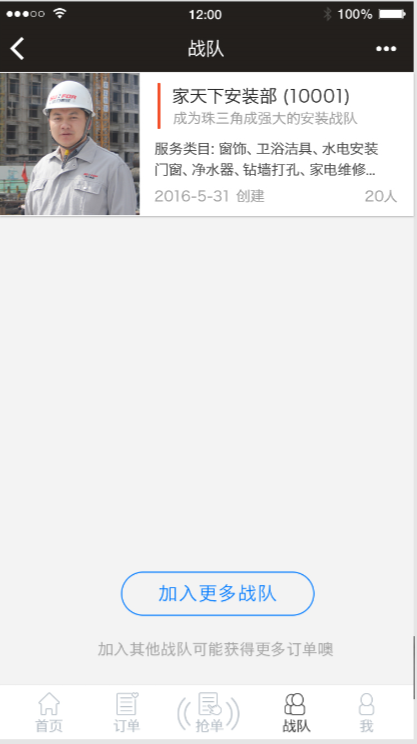 12:00
100%
战队
家天下安装部 (10001)
成为珠三角成强大的安装战队
服务类目: 窗饰、卫浴洁具、水电安装
门窗、净水器、钻墙打孔、家电维修...
2016-5-31 创建
20人
加入更多战队
加入其他战队可能获得更多订单噢
首页
订单
抢单
战队
我